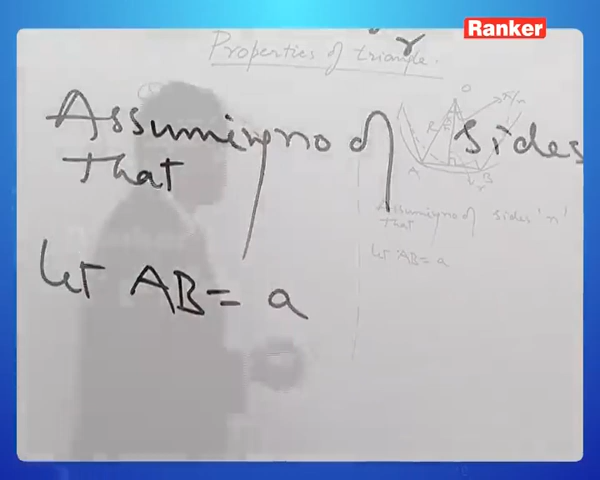 Ranker
Properties of triangle.
r
O
π/n
R
A
B
r
Assuming no of sides
that
let AB = a
Assuming no of sides 'n'
that
let AB = a